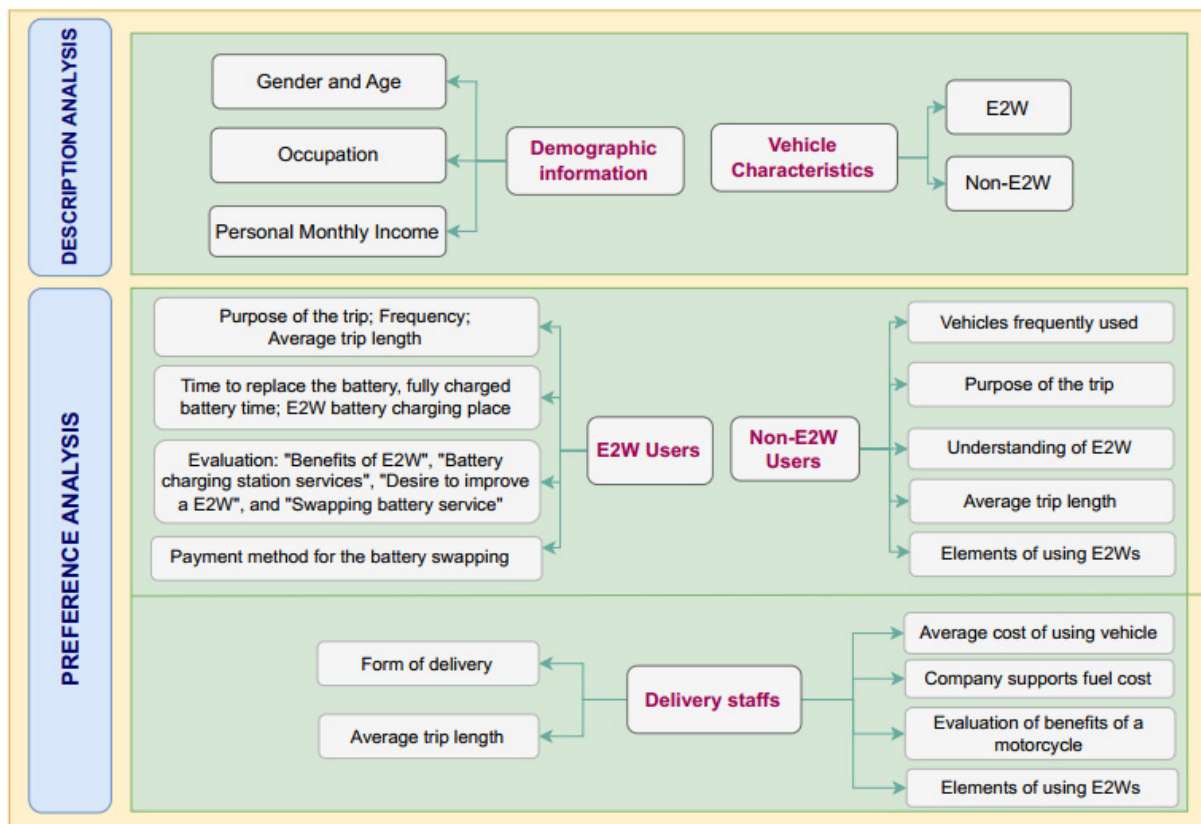 DESCRIPTION ANALYSIS
Gender and Age
Occupation
Personal Monthly Income
Demographic
information
Vehicle
Characteristics
E2W
Non-E2W
PREFERENCE ANALYSIS
Purpose of the trip; Frequency;
Average trip length
Time to replace the battery, fully charged
battery time; E2W battery charging place
Evaluation: "Benefits of E2W", "Battery
charging station services", "Desire to improve
a E2W", and "Swapping battery service"
Payment method for the battery swapping
E2W Users
Non-E2W
Users
Vehicles frequently used
Purpose of the trip
Understanding of E2W
Average trip length
Elements of using E2Ws
Form of delivery
Average trip length
Delivery staffs
Average cost of using vehicle
Company supports fuel cost
Evaluation of benefits of a
motorcycle
Elements of using E2Ws